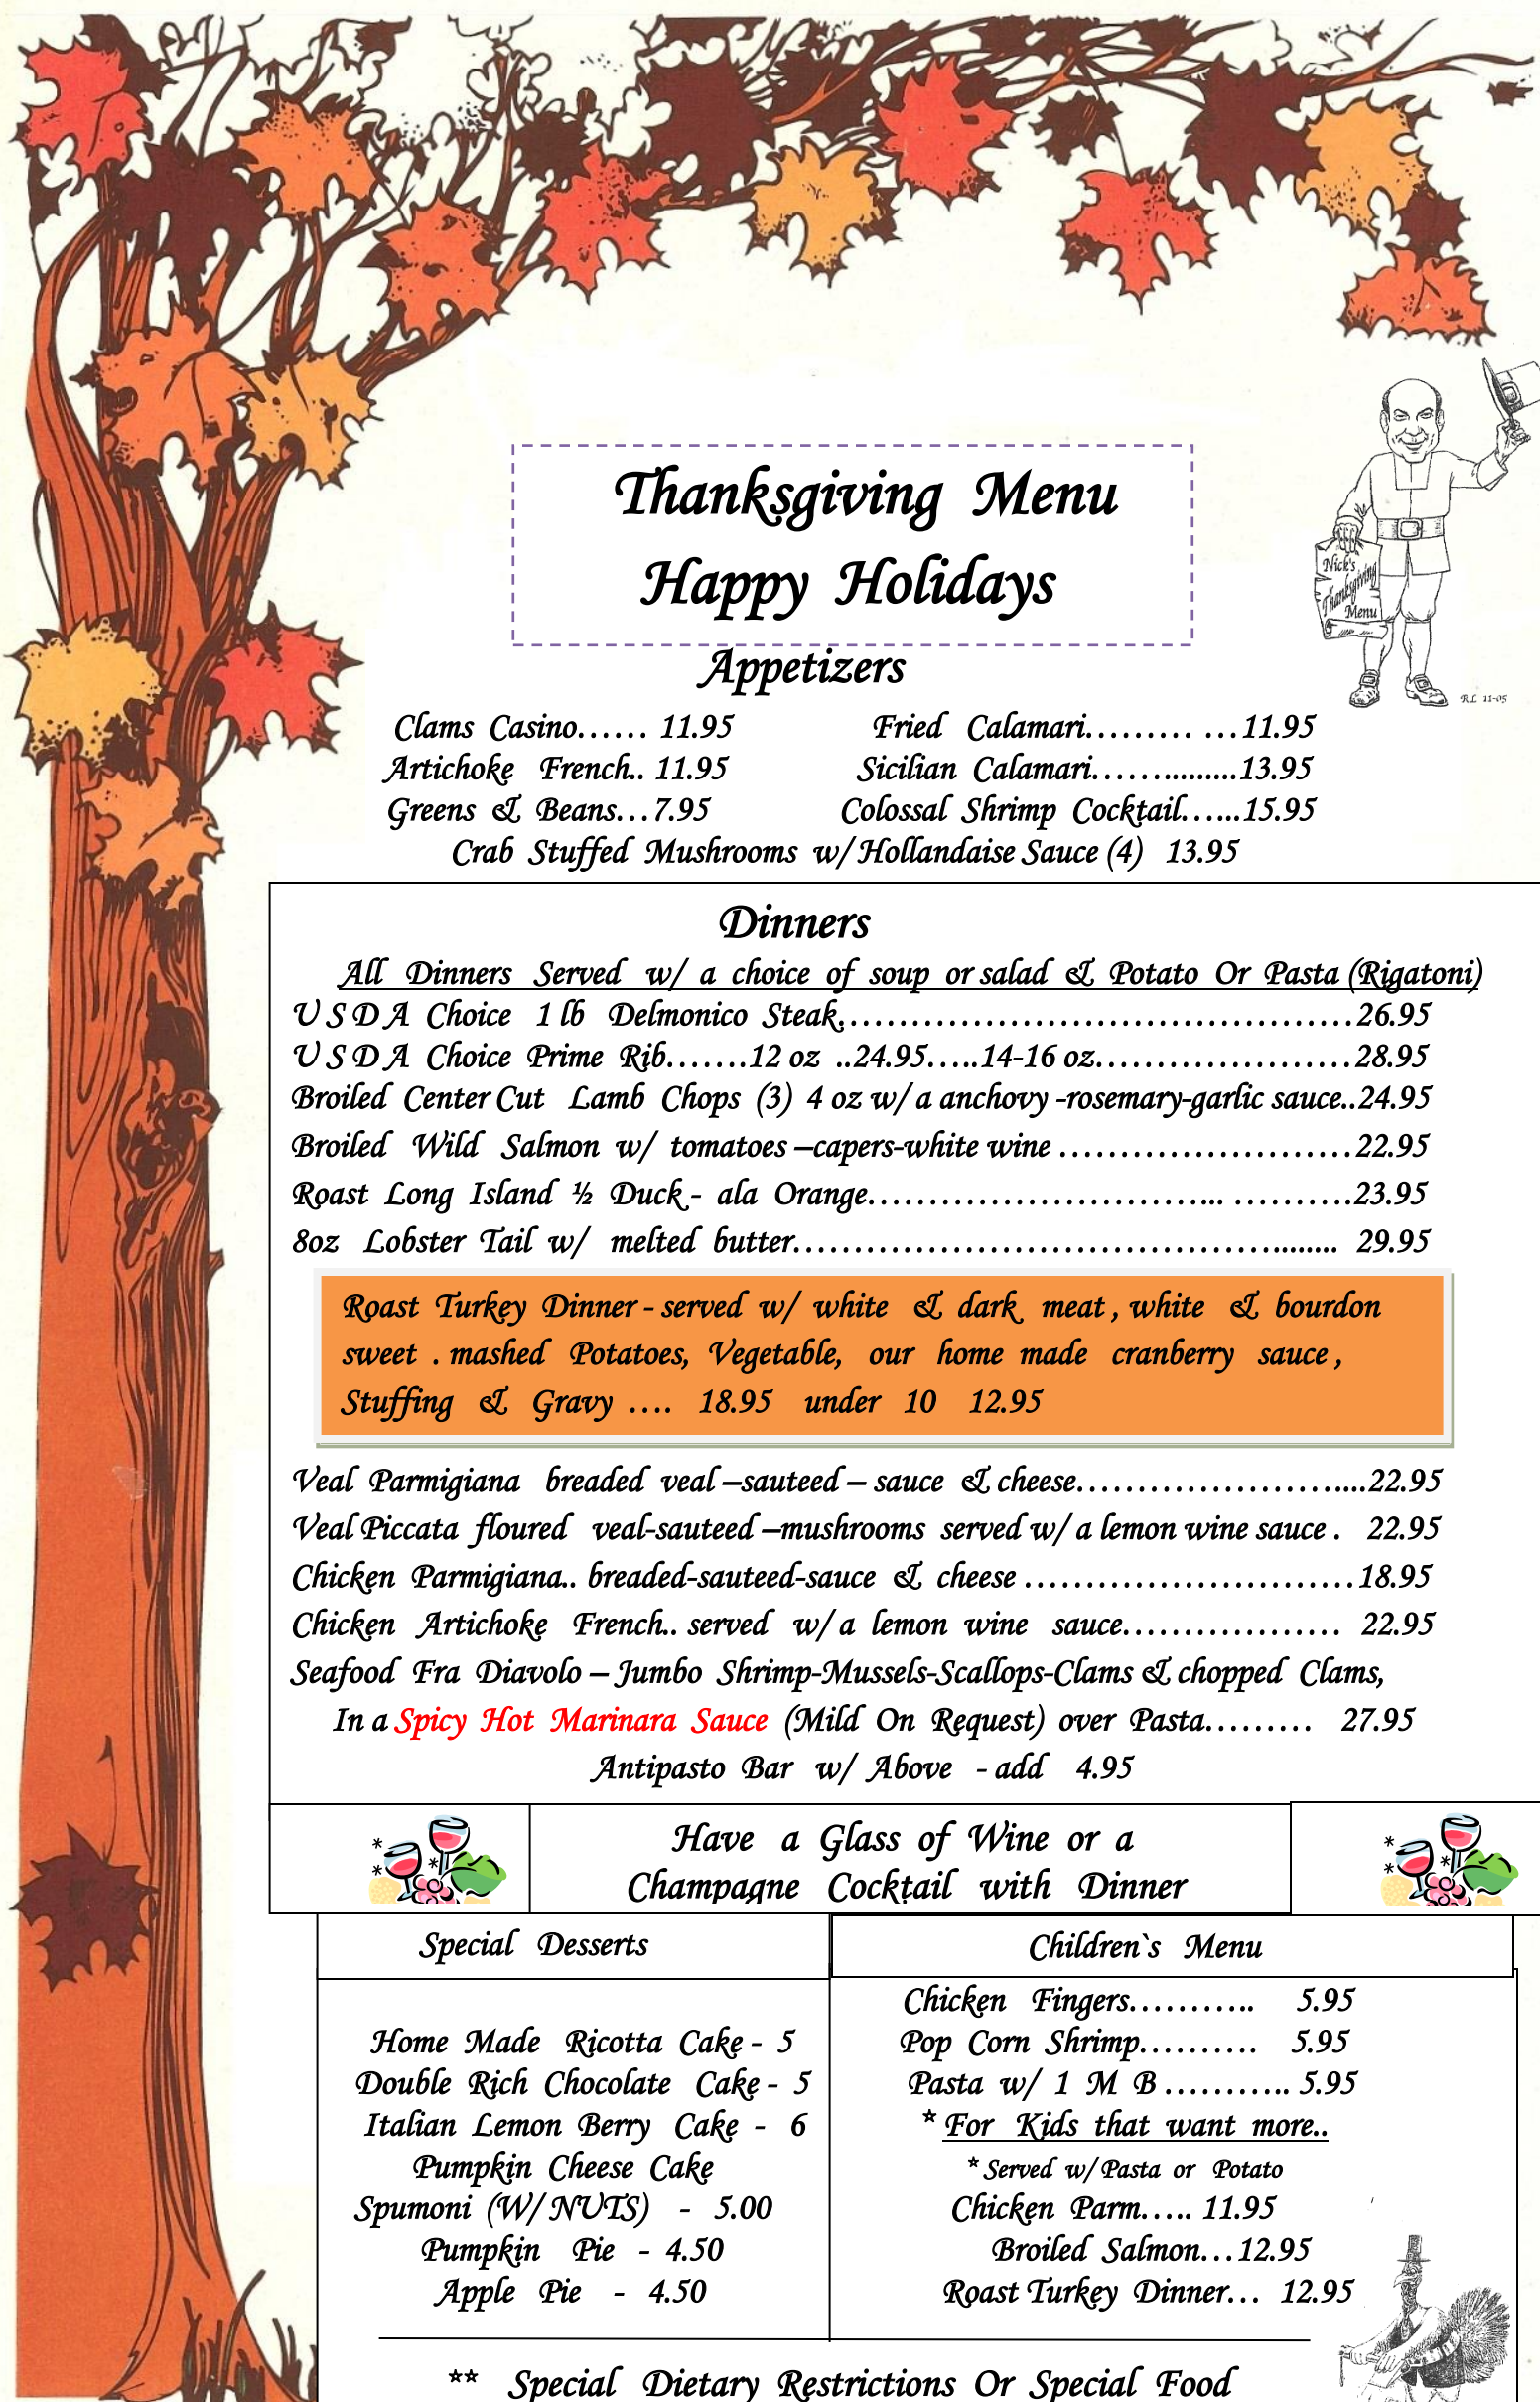 Thanksgiving Menu
Happy Holidays
Nick's
Thanksgiving
Menu
RL 11-05
Appetizers
Clams Casino…… 11.95 Fried Calamari……… …11.95
Artichoke French.. 11.95 Sicilian Calamari…….........13.95
Greens & Beans…7.95 Colossal Shrimp Cocktail…...15.95
Crab Stuffed Mushrooms w/ Hollandaise Sauce (4) 13.95
Dinners
All Dinners Served w/ a choice of soup or salad & Potato Or Pasta (Rigatoni)
U S D A Choice 1 lb Delmonico Steak……………………………………26.95
U S D A Choice Prime Rib…….12 oz ..24.95…..14-16 oz…………………28.95
Broiled Center Cut Lamb Chops (3) 4 oz w/ a anchovy -rosemary-garlic sauce..24.95
Broiled Wild Salmon w/ tomatoes –capers-white wine ……………………22.95
Roast Long Island ½ Duck - ala Orange………………………... ……….23.95
8oz Lobster Tail w/ melted butter…………………………………........ 29.95
Roast Turkey Dinner - served w/ white & dark meat , white & bourdon
sweet . mashed Potatoes, Vegetable, our home made cranberry sauce ,
Stuffing & Gravy …. 18.95 under 10 12.95
Veal Parmigiana breaded veal –sauteed – sauce & cheese…………………....22.95
Veal Piccata floured veal-sauteed –mushrooms served w/ a lemon wine sauce . 22.95
Chicken Parmigiana.. breaded-sauteed-sauce & cheese ………………………18.95
Chicken Artichoke French.. served w/ a lemon wine sauce……………… 22.95
Seafood Fra Diavolo – Jumbo Shrimp-Mussels-Scallops-Clams & chopped Clams,
In a Spicy Hot Marinara Sauce (Mild On Request) over Pasta……… 27.95
Antipasto Bar w/ Above - add 4.95
Have a Glass of Wine or a
Champagne Cocktail with Dinner
Special Desserts
Home Made Ricotta Cake - 5
Double Rich Chocolate Cake - 5
Italian Lemon Berry Cake - 6
Pumpkin Cheese Cake
Spumoni (W/ NUTS) - 5.00
Pumpkin Pie - 4.50
Apple Pie - 4.50
Children`s Menu
Chicken Fingers……….. 5.95
Pop Corn Shrimp………. 5.95
Pasta w/ 1 M B ……….. 5.95
* For Kids that want more..
* Served w/ Pasta or Potato
Chicken Parm….. 11.95
Broiled Salmon…12.95
Roast Turkey Dinner… 12.95
** Special Dietary Restrictions Or Special Food